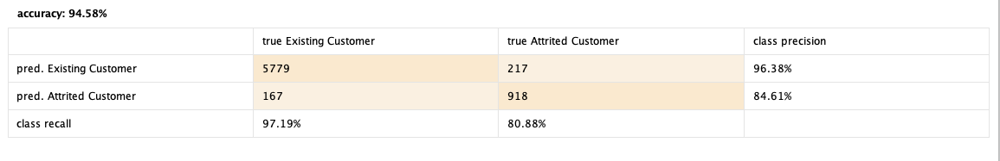 accuracy: 94.58%
true Existing Customer true Attrited Customer class precision
pred. Existing Customer 5779 217 96.38%
pred. Attrited Customer 167 918 84.61%
class recall 97.19% 80.88%